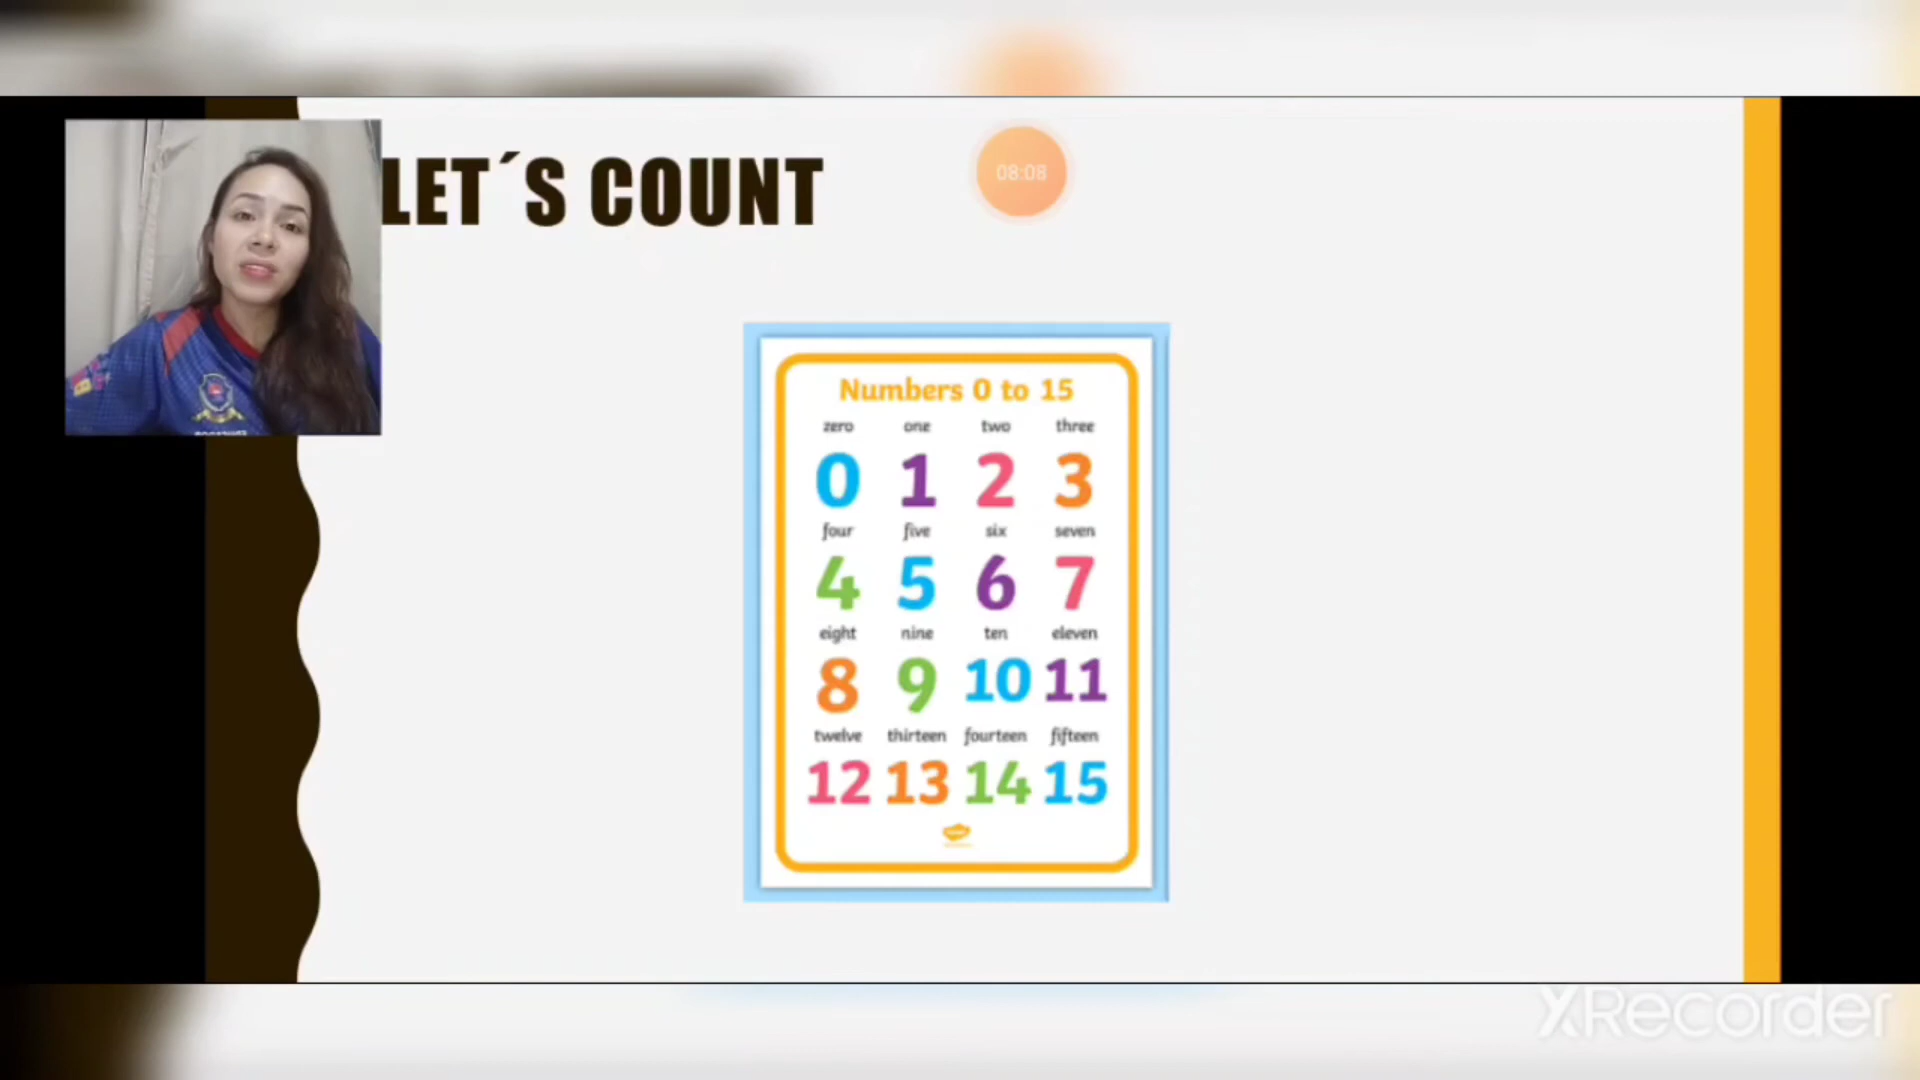 LET´S COUNT
08:08
Numbers 0 to 15
zero one two three
0 1 2 3
four five six seven
4 5 6 7
eight nine ten eleven
8 9 10 11
twelve thirteen fourteen fifteen
12 13 14 15
XRecorder